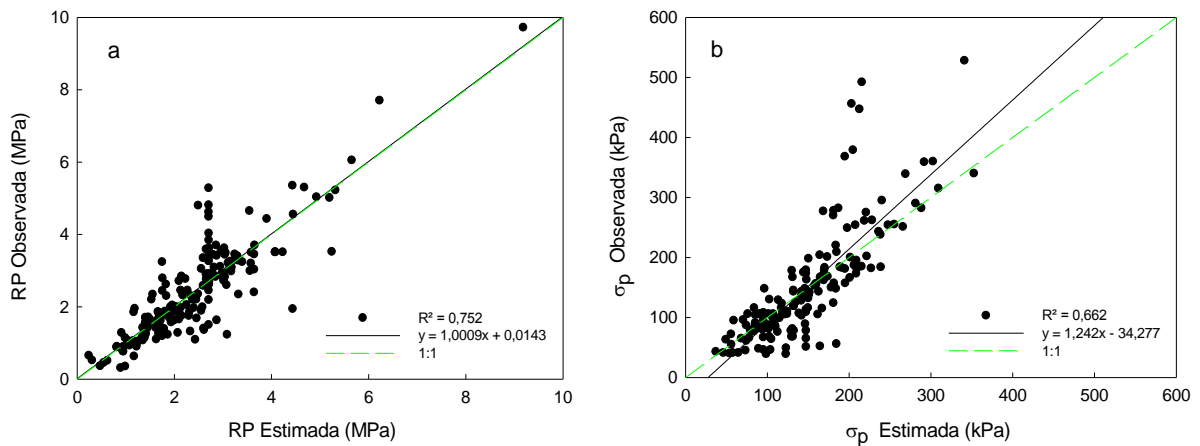 a
RP Observada (MPa)
10
8
6
4
2
0
0 2 4 6 8 10
RP Estimada (MPa)
R² = 0,752
y = 1,0009x + 0,0143
1:1
b
σp Observada (kPa)
600
500
400
300
200
100
0
0 100 200 300 400 500 600
σp Estimada (kPa)
R² = 0,662
y = 1,242x - 34,277
1:1